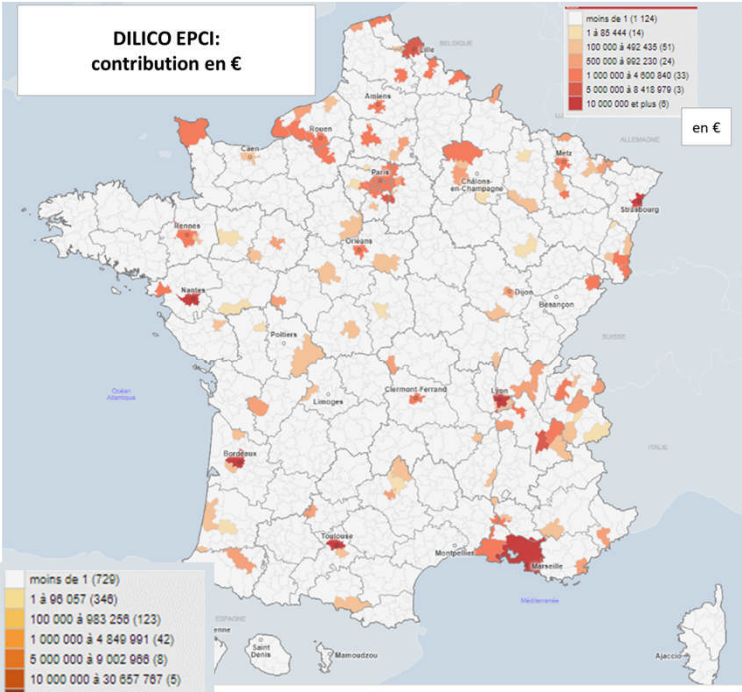 DILICO EPCI:
contribution en €
moins de 1 (1 124)
1 à 85 444 (14)
100 000 à 492 435 (51)
500 000 à 992 230 (24)
1 000 000 à 4 600 840 (33)
5 000 000 à 8 418 979 (3)
10 000 000 et plus (6)
en €
BELGIQUE
Lille
LU
ALLEMAGNE
Amiens
Rouen
Caen
Metz
Paris
Châlons-
en-Champagne
Strasbourg
Rennes
Orléans
Nantes
Dijon
Besançon
Poitiers
SUISSE
Océan
Atlantique
Lyon
Clermont-Ferrand
Limoges
ITALIE
Bordeaux
Toulouse
Montpellier
Marseille
Méditerranée
ESPAGNE
enne
Saint
Denis
Mamoudzou
Ajaccio
moins de 1 (729)
1 à 96 057 (346)
100 000 à 983 256 (123)
1 000 000 à 4 849 991 (42)
5 000 000 à 9 002 966 (8)
10 000 000 à 30 657 767 (5)